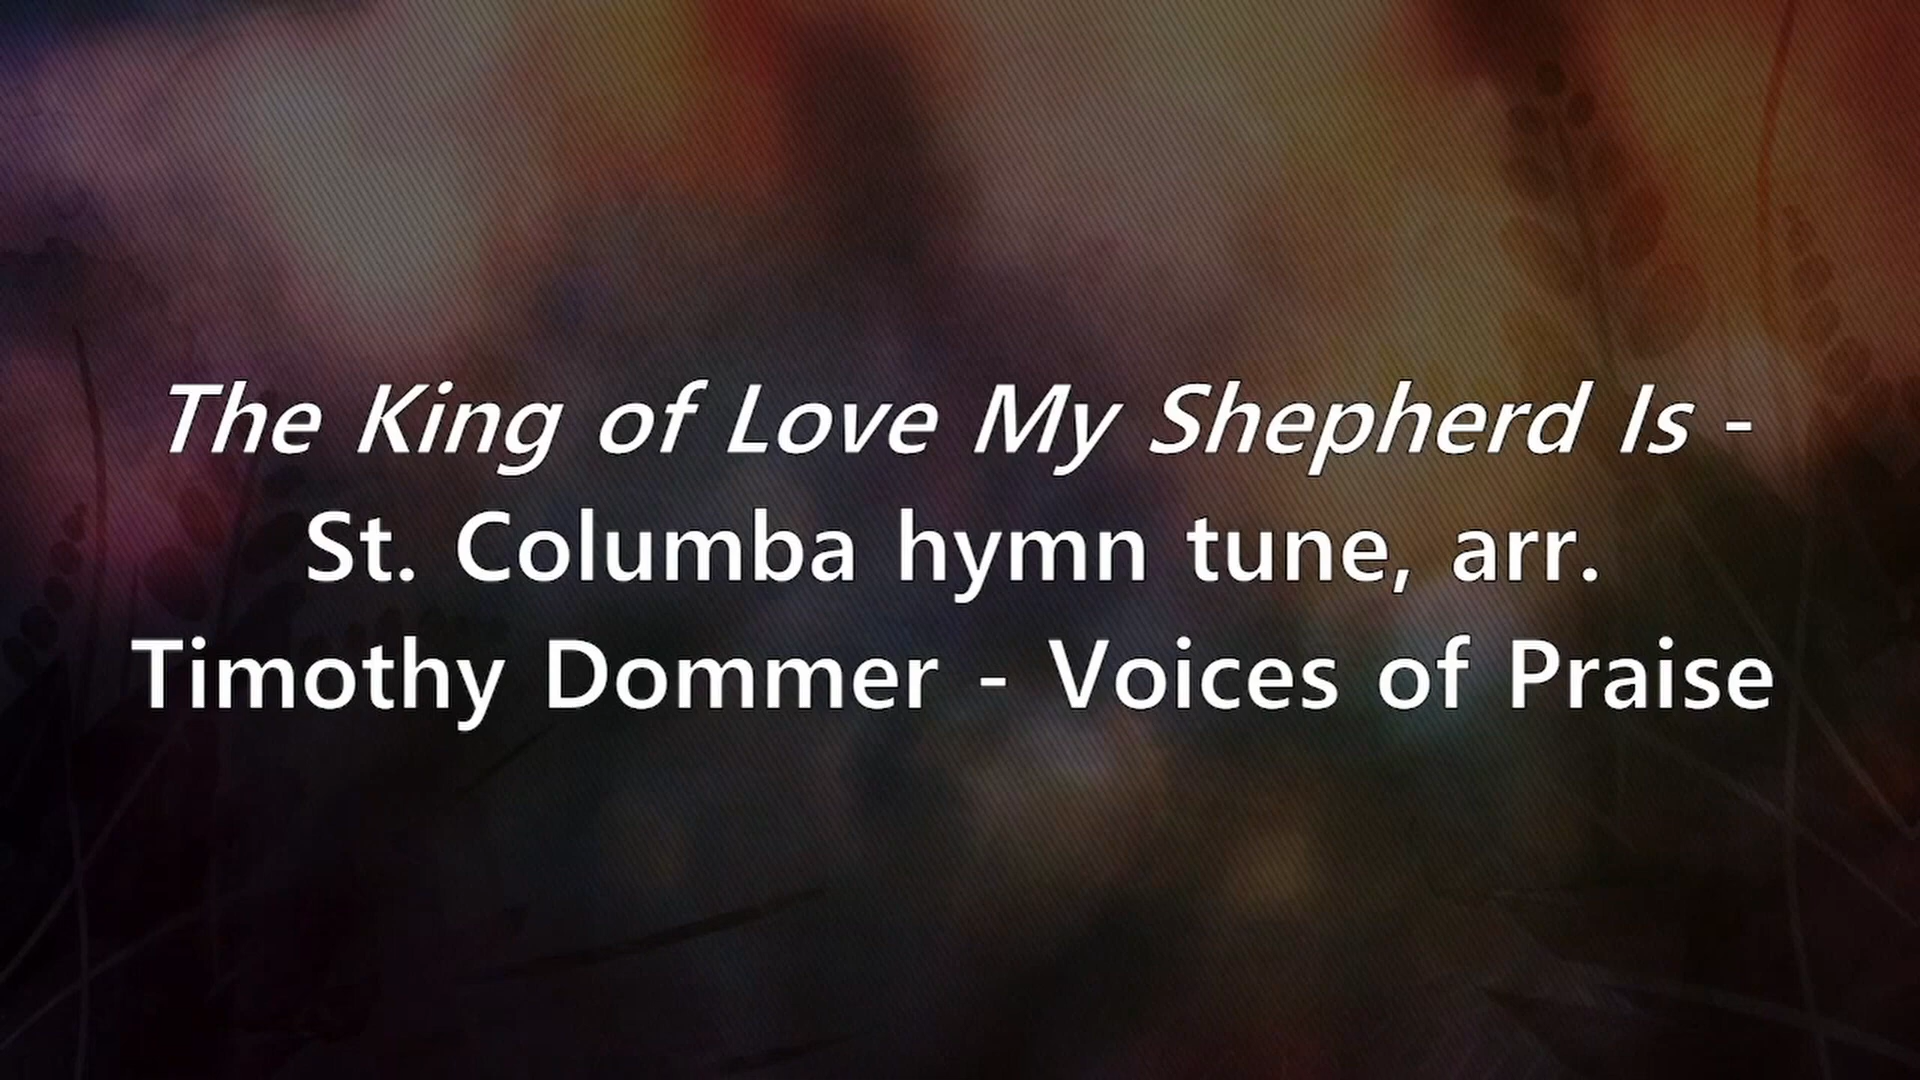 The King of Love My Shepherd Is -
St. Columba hymn tune, arr.
Timothy Dommer - Voices of Praise